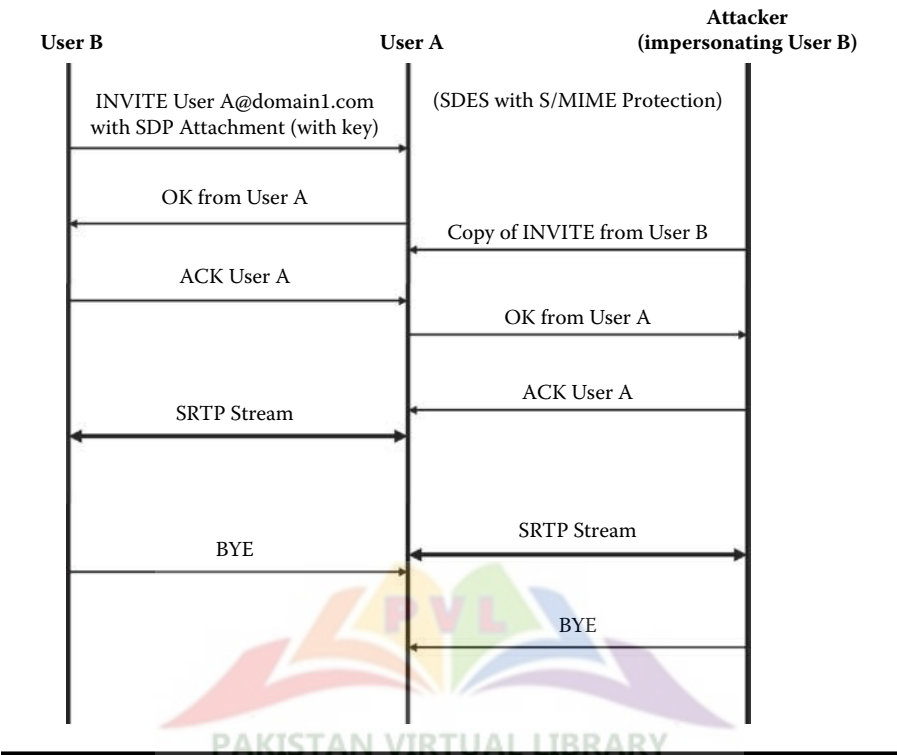 User B
User A
Attacker
(impersonating User B)
INVITE User A@domain1.com
with SDP Attachment (with key)
(SDES with S/MIME Protection)
OK from User A
Copy of INVITE from User B
ACK User A
OK from User A
ACK User A
SRTP Stream
SRTP Stream
BYE
BYE
PVL
PAKISTAN VIRTUAL LIBRARY